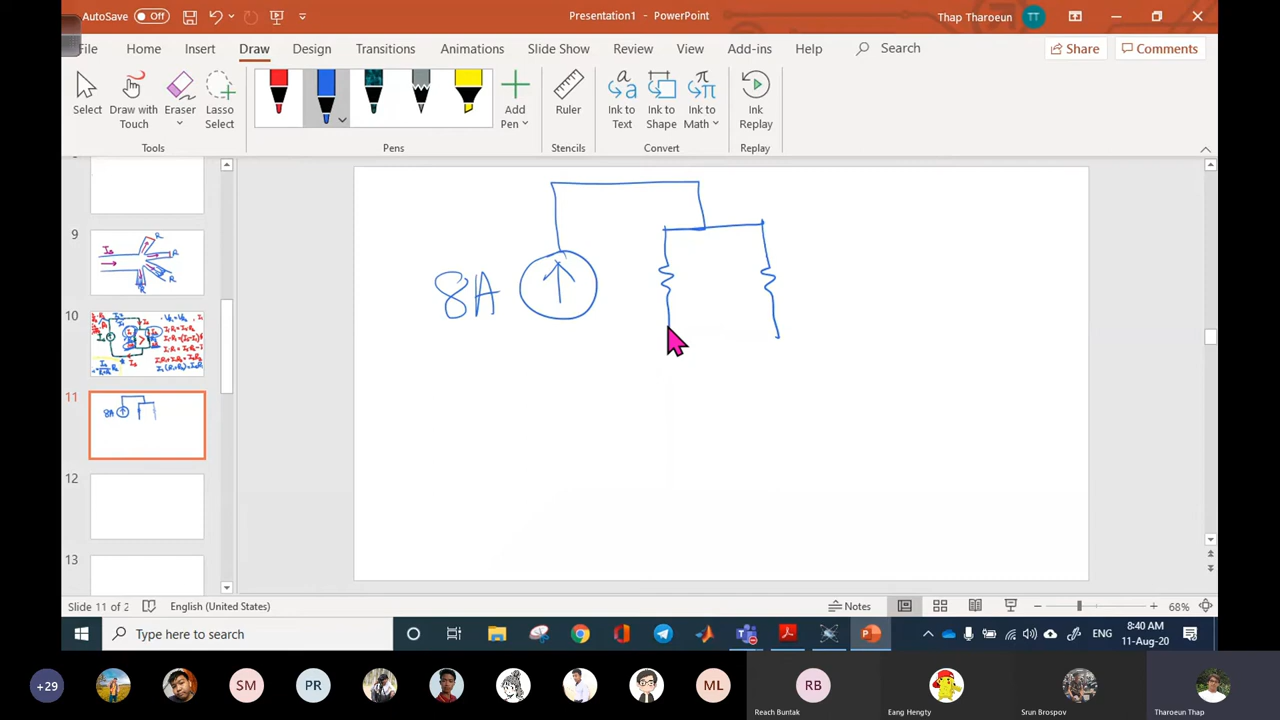 AutoSave Off
Presentation1 - PowerPoint
Thap Tharoeun TT
File Home Insert Draw Design Transitions Animations Slide Show Review View Add-ins Help Search
Share Comments
Select
Draw with Touch
Eraser
Lasso Select
Add Pen
Ruler
Ink to Text
Ink to Shape
Ink to Math
Ink Replay
Tools
Pens
Stencils
Convert
Replay
9
R
R
R
R
10
11
8A
12
13
8A
Slide 11 of 2
English (United States)
Notes
68%
Type here to search
ENG
8:40 AM
11-Aug-20
+29
SM
PR
ML
RB
Reach Buntak
Eang Hengty
Srun Brospov
Tharoeun Thap